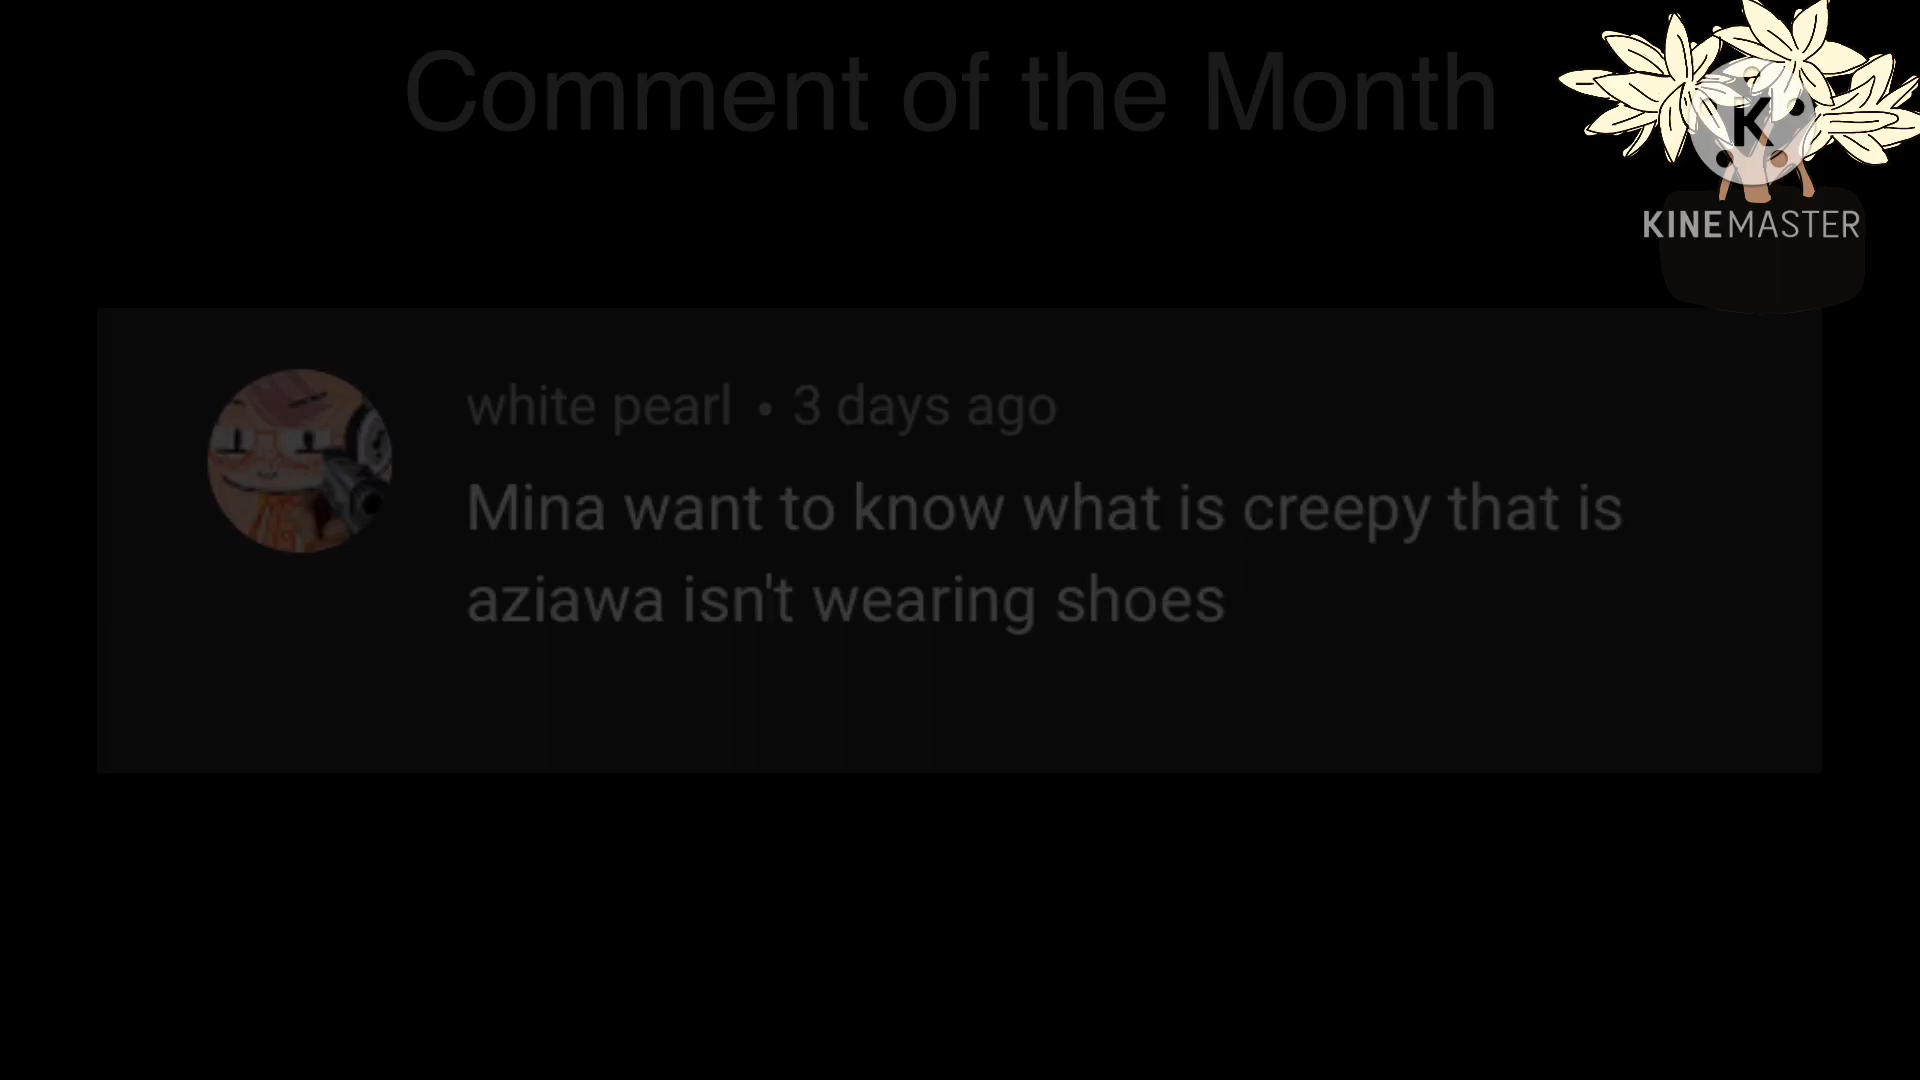 Comment of the Month
K
KINEMASTER
white pearl • 3 days ago
Mina want to know what is creepy that is
aziawa isn't wearing shoes